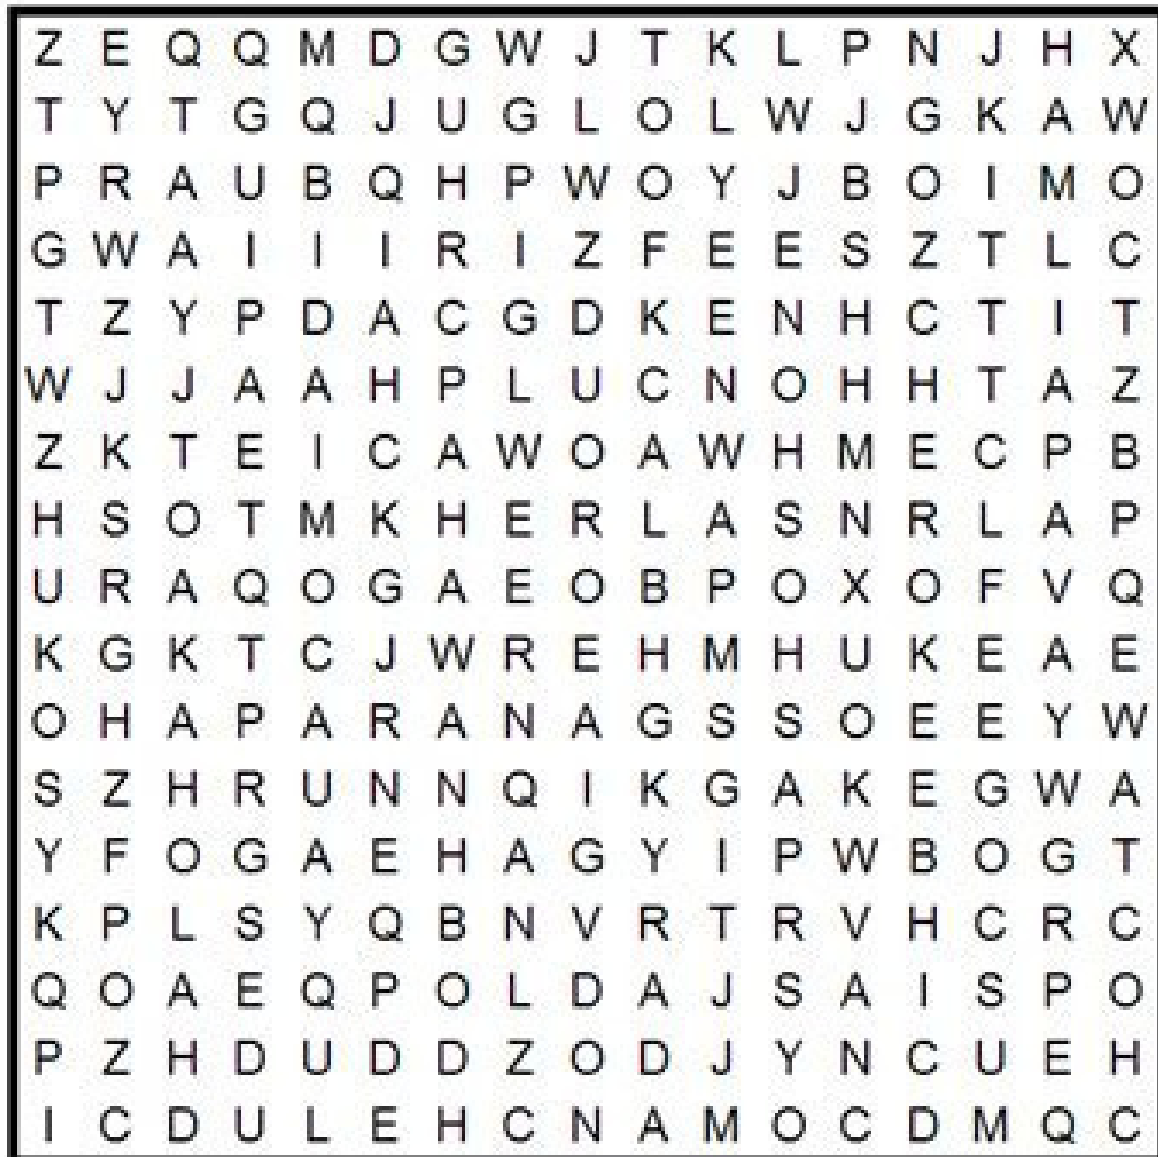 Z E Q Q M D G W J T K L P N J H X
T Y T G Q J U G L O L W J G K A W
P R A U B Q H P W O Y J B O I M O
G W A I I I R I Z F E E S Z T L C
T Z Y P D A C G D K E N H C T I T
W J J A A H P L U C N O H H T A Z
Z K T E I C A W O A W H M E C P B
H S O T M K H E R L A S N R L A P
U R A Q O G A E O B P O X O F V Q
K G K T C J W R E H M H U K E A E
O H A P A R A N A G S S O E E Y W
S Z H R U N N Q I K G A K E G W A
Y F O G A E H A G Y I P W B O G T
K P L S Y Q B N V R T R V H C R C
Q O A E Q P O L D A J S A I S P O
P Z H D U D D Z O D J Y N C U E H
I C D U L E H C N A M O C D M Q C